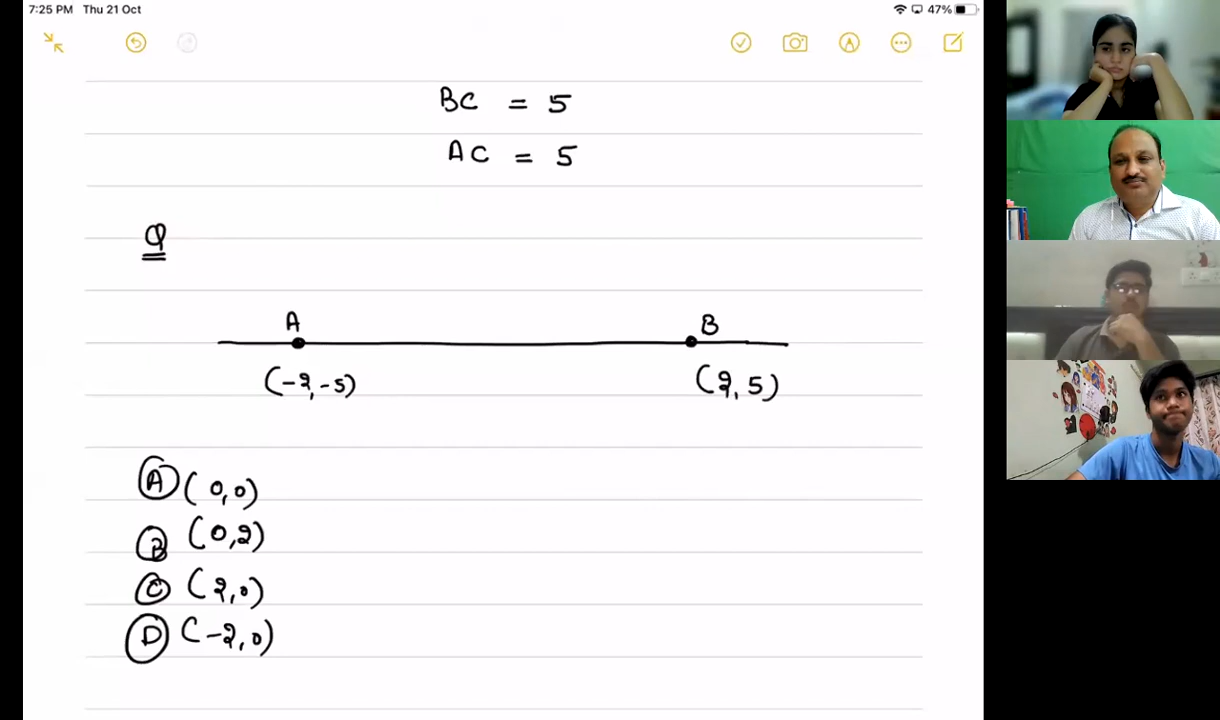 7:25 PM Thu 21 Oct 47%
BC = 5
AC = 5
Q
A B
(-2,-5) (2,5)
A (0,0)
B (0,2)
C (2,0)
D (-2,0)